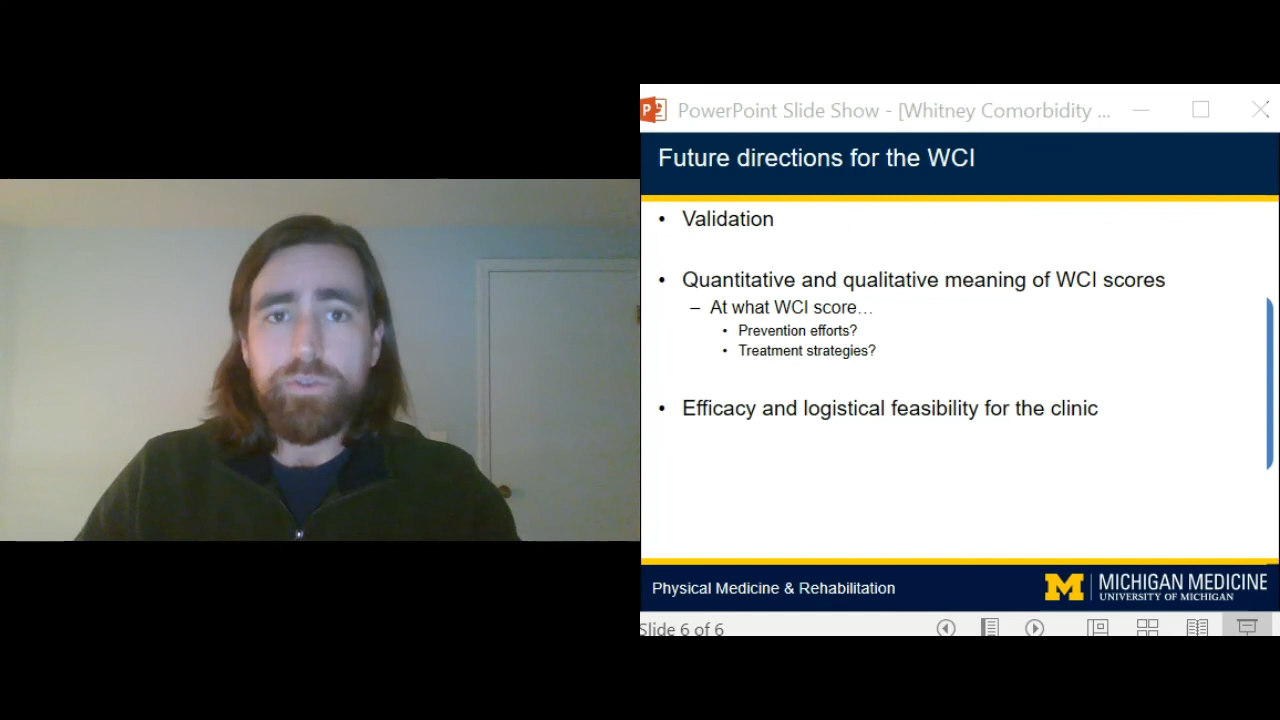 PowerPoint Slide Show - [Whitney Comorbidity ...
Future directions for the WCI
• Validation
• Quantitative and qualitative meaning of WCI scores
– At what WCI score…
• Prevention efforts?
• Treatment strategies?
• Efficacy and logistical feasibility for the clinic
Physical Medicine & Rehabilitation
M | MICHIGAN MEDICINE
UNIVERSITY OF MICHIGAN
Slide 6 of 6